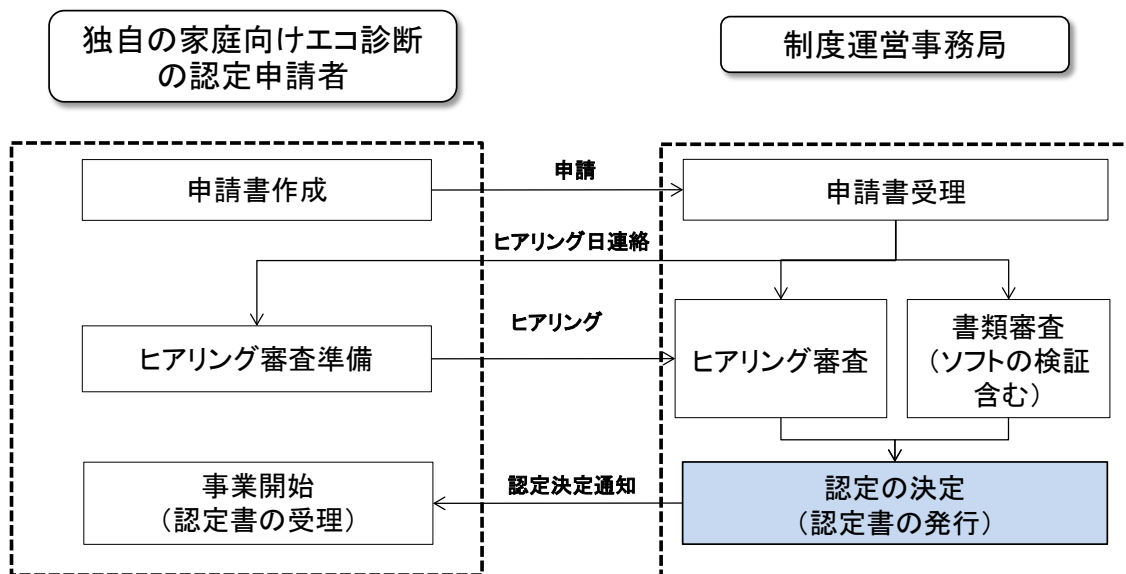 独自の家庭向けエコ診断
の認定申請者
制度運営事務局
申請書作成
申請
申請書受理
ヒアリング日連絡
ヒアリング審査準備
ヒアリング
ヒアリング審査
書類審査
（ソフトの検証
含む）
事業開始
（認定書の受理）
認定決定通知
認定の決定
（認定書の発行）